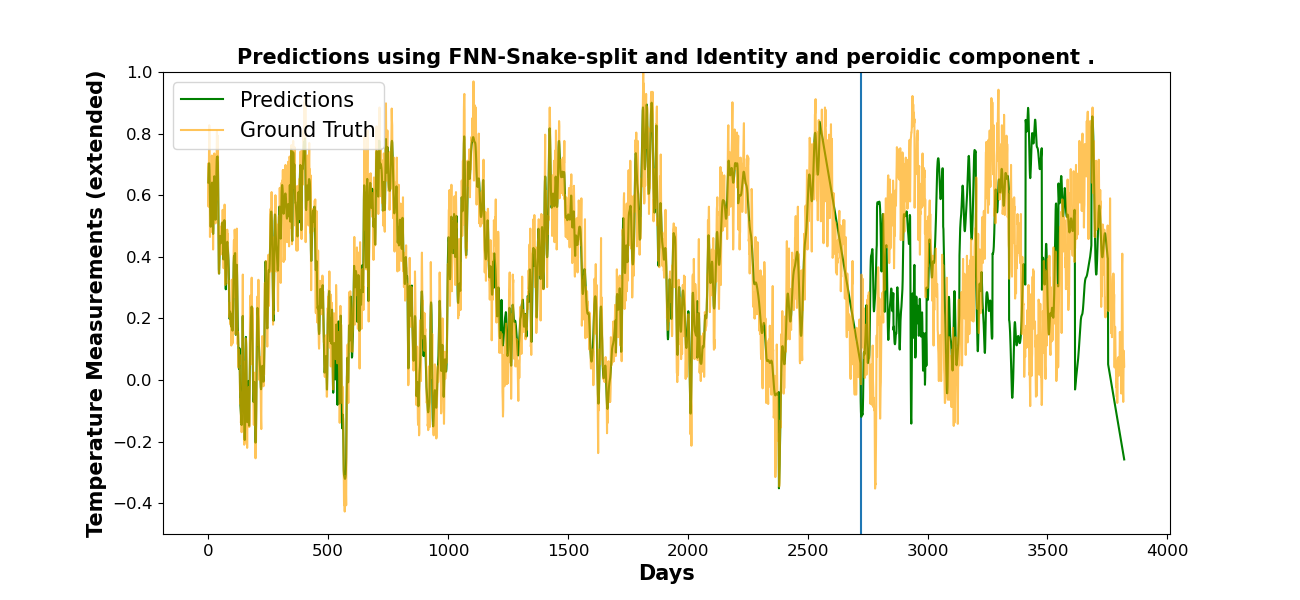 Predictions using FNN-Snake-split and Identity and peroidic component .
Temperature Measurements (extended)
1.0
0.8
0.6
0.4
0.2
0.0
−0.2
−0.4
Predictions
Ground Truth
0 500 1000 1500 2000 2500 3000 3500 4000
Days